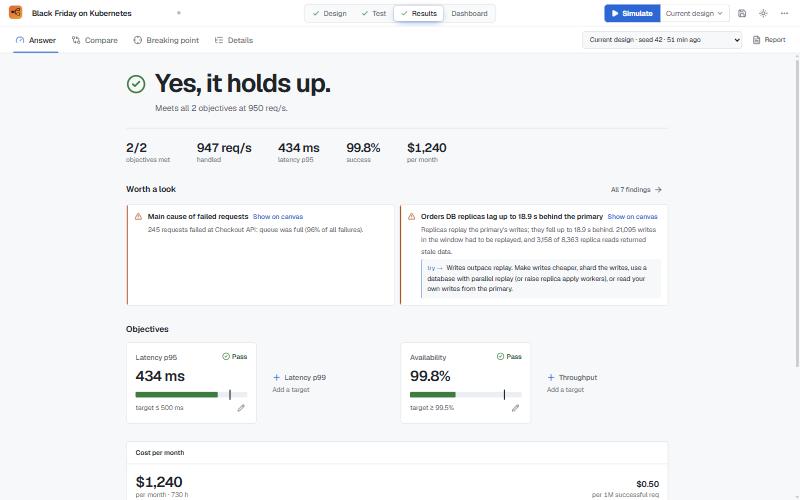 Black Friday on Kubernetes
Design
Test
Results
Dashboard
Simulate
Current design
Answer
Compare
Breaking point
Details
Current design · seed 42 · 51 min ago
Report
Yes, it holds up.
Meets all 2 objectives at 950 req/s.
2/2
objectives met
947 req/s
handled
434 ms
latency p95
99.8%
success
$1,240
per month
Worth a look
All 7 findings →
Main cause of failed requests Show on canvas
245 requests failed at Checkout API: queue was full (96% of all failures).
Orders DB replicas lag up to 18.9 s behind the primary Show on canvas
Replicas replay the primary's writes; they fell up to 18.9 s behind. 21,095 writes
in the window had to be replayed, and 3,158 of 8,363 replica reads returned
stale data.
try → Writes outpace replay. Make writes cheaper, shard the writes, use a
database with parallel replay (or raise replica apply workers), or read your
own writes from the primary.
Objectives
Latency p95
Pass
434 ms
target ≤ 500 ms
+ Latency p99
Add a target
Availability
Pass
99.8%
target ≥ 99.5%
+ Throughput
Add a target
Cost per month
$1,240
per month · 730 h
$0.50
per 1M successful req